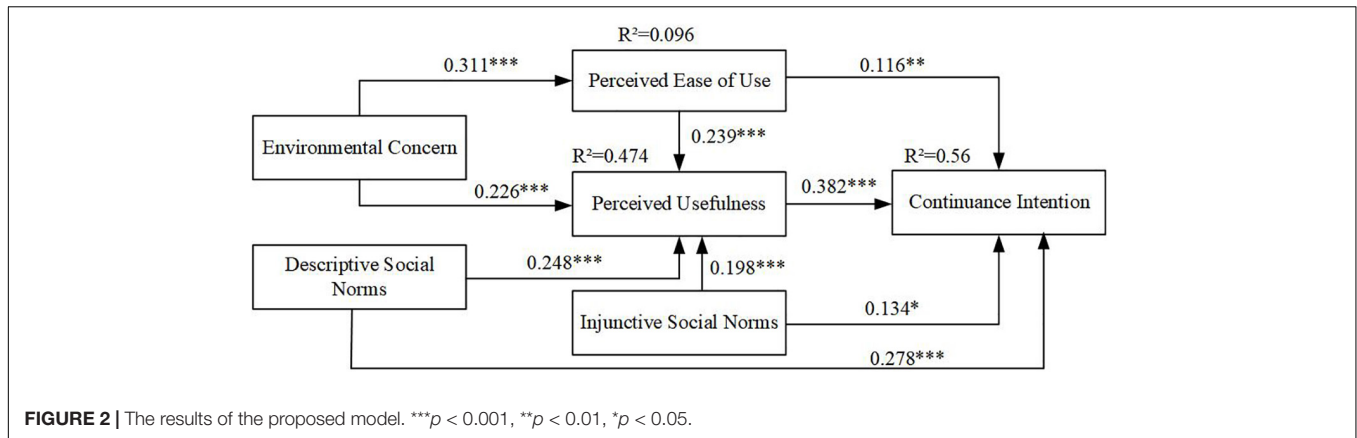 R²=0.096
0.311***
Perceived Ease of Use
0.116**
Environmental Concern
0.239***
R²=0.474
R²=0.56
0.226***
Perceived Usefulness
0.382***
Continuance Intention
Descriptive Social
Norms
0.248***
0.198***
Injunctive Social Norms
0.134*
0.278***
FIGURE 2 | The results of the proposed model. ***p < 0.001, **p < 0.01, *p < 0.05.